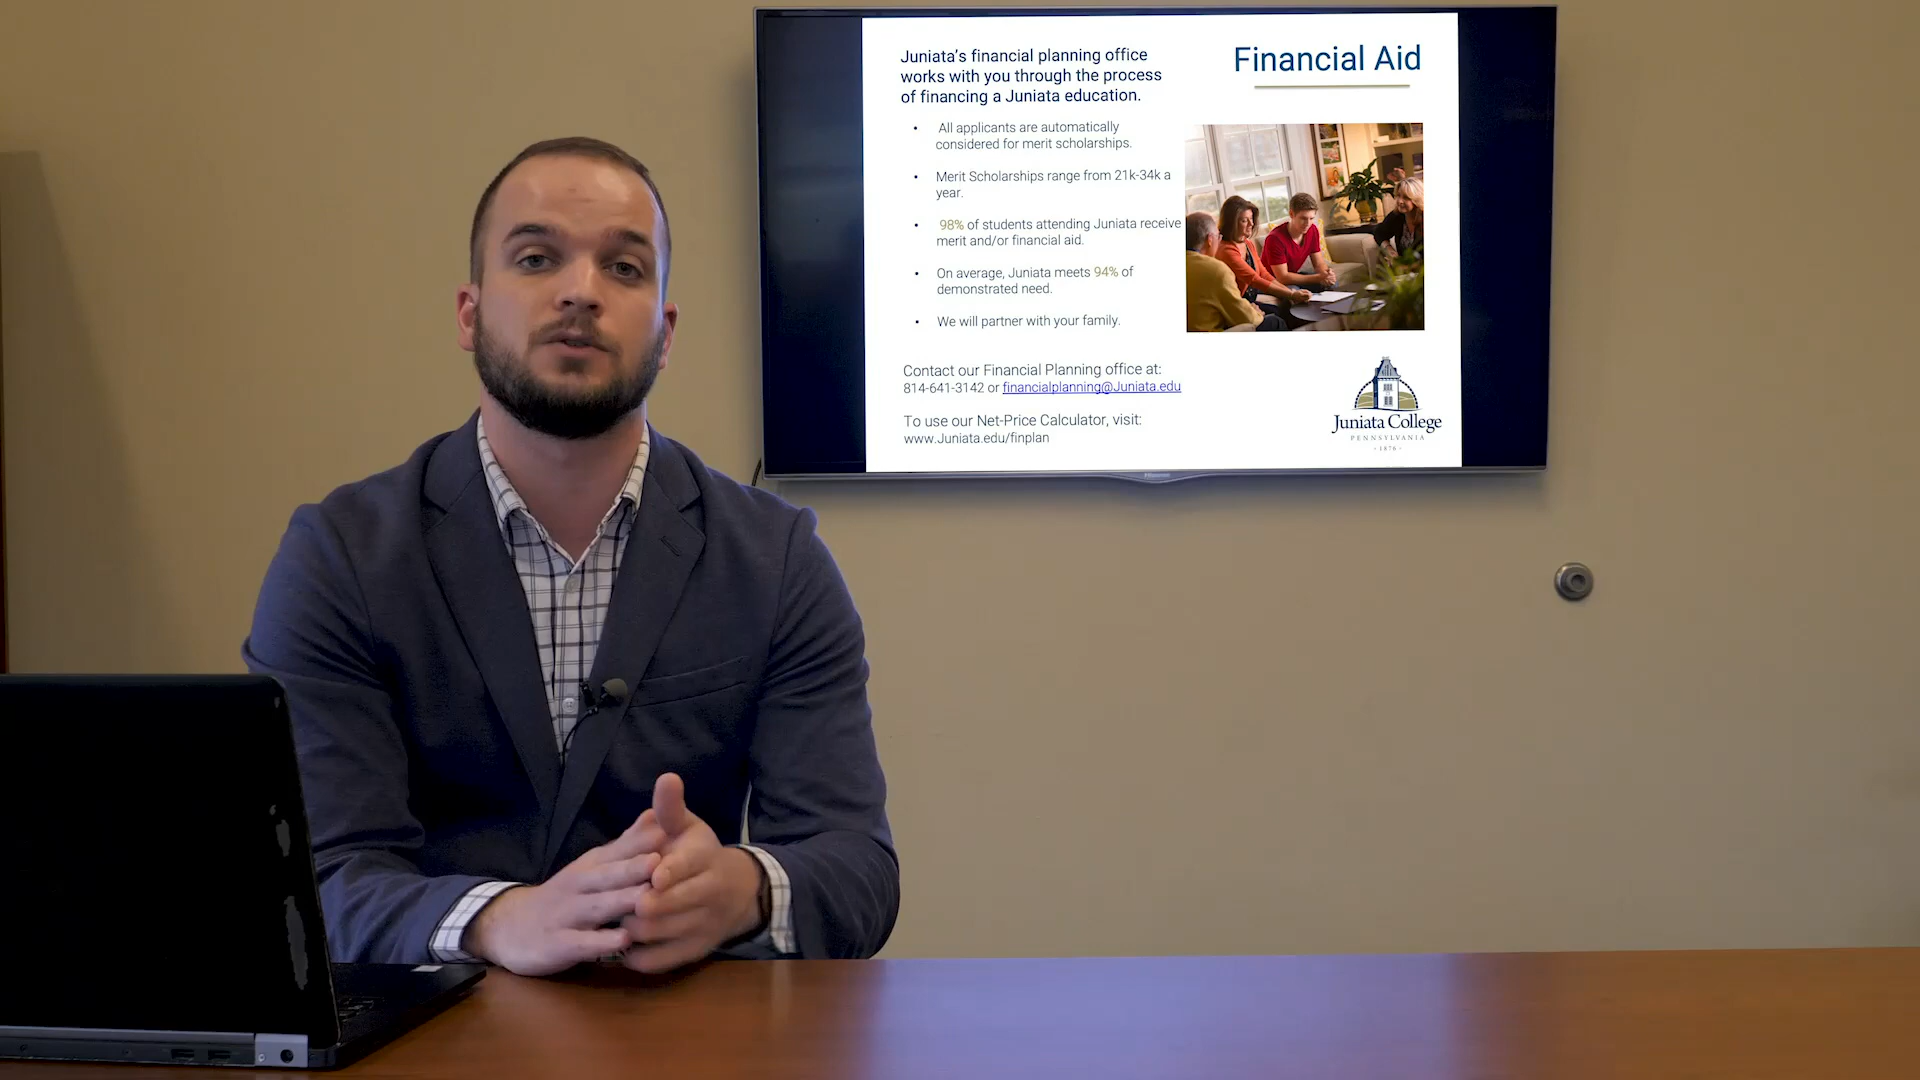 Juniata's financial planning office
works with you through the process
of financing a Juniata education.
Financial Aid
• All applicants are automatically
considered for merit scholarships.
• Merit Scholarships range from 21k-34k a
year.
• 98% of students attending Juniata receive
merit and/or financial aid.
• On average, Juniata meets 94% of
demonstrated need.
• We will partner with your family.
Contact our Financial Planning office at:
814-641-3142 or financialplanning@Juniata.edu
To use our Net-Price Calculator, visit:
www.Juniata.edu/finplan
Juniata College
PENNSYLVANIA
· 1876 ·